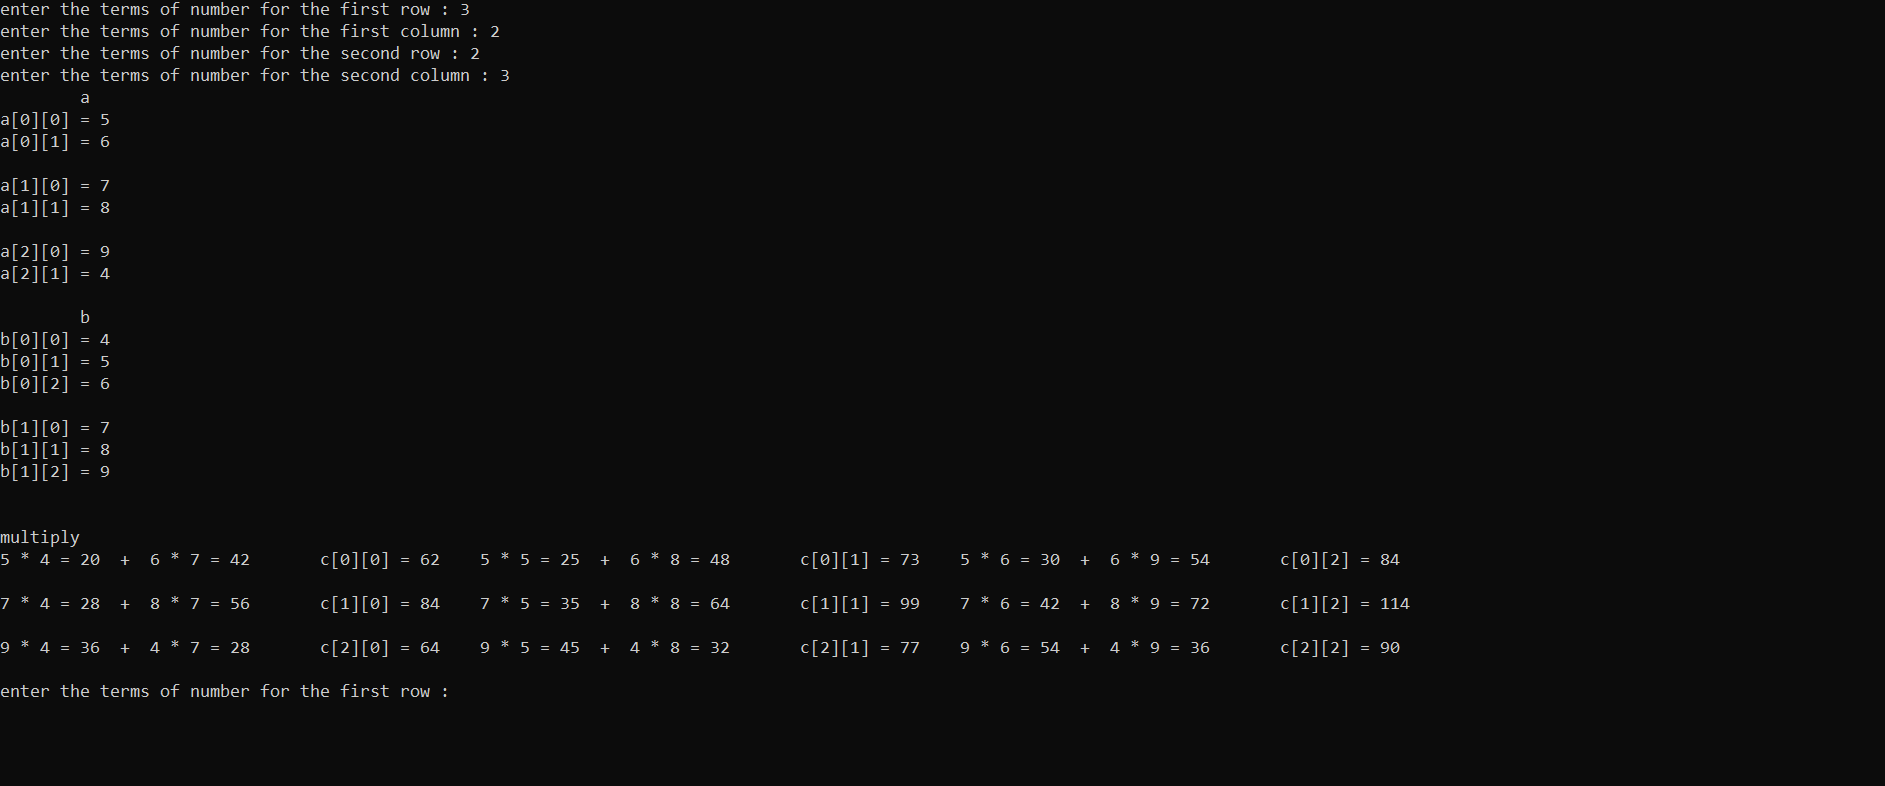 enter the terms of number for the first row : 3
enter the terms of number for the first column : 2
enter the terms of number for the second row : 2
enter the terms of number for the second column : 3
        a
a[0][0] = 5
a[0][1] = 6

a[1][0] = 7
a[1][1] = 8

a[2][0] = 9
a[2][1] = 4

        b
b[0][0] = 4
b[0][1] = 5
b[0][2] = 6

b[1][0] = 7
b[1][1] = 8
b[1][2] = 9


multiply
5 * 4 = 20  +  6 * 7 = 42       c[0][0] = 62    5 * 5 = 25  +  6 * 8 = 48       c[0][1] = 73    5 * 6 = 30  +  6 * 9 = 54       c[0][2] = 84

7 * 4 = 28  +  8 * 7 = 56       c[1][0] = 84    7 * 5 = 35  +  8 * 8 = 64       c[1][1] = 99    7 * 6 = 42  +  8 * 9 = 72       c[1][2] = 114

9 * 4 = 36  +  4 * 7 = 28       c[2][0] = 64    9 * 5 = 45  +  4 * 8 = 32       c[2][1] = 77    9 * 6 = 54  +  4 * 9 = 36       c[2][2] = 90

enter the terms of number for the first row :